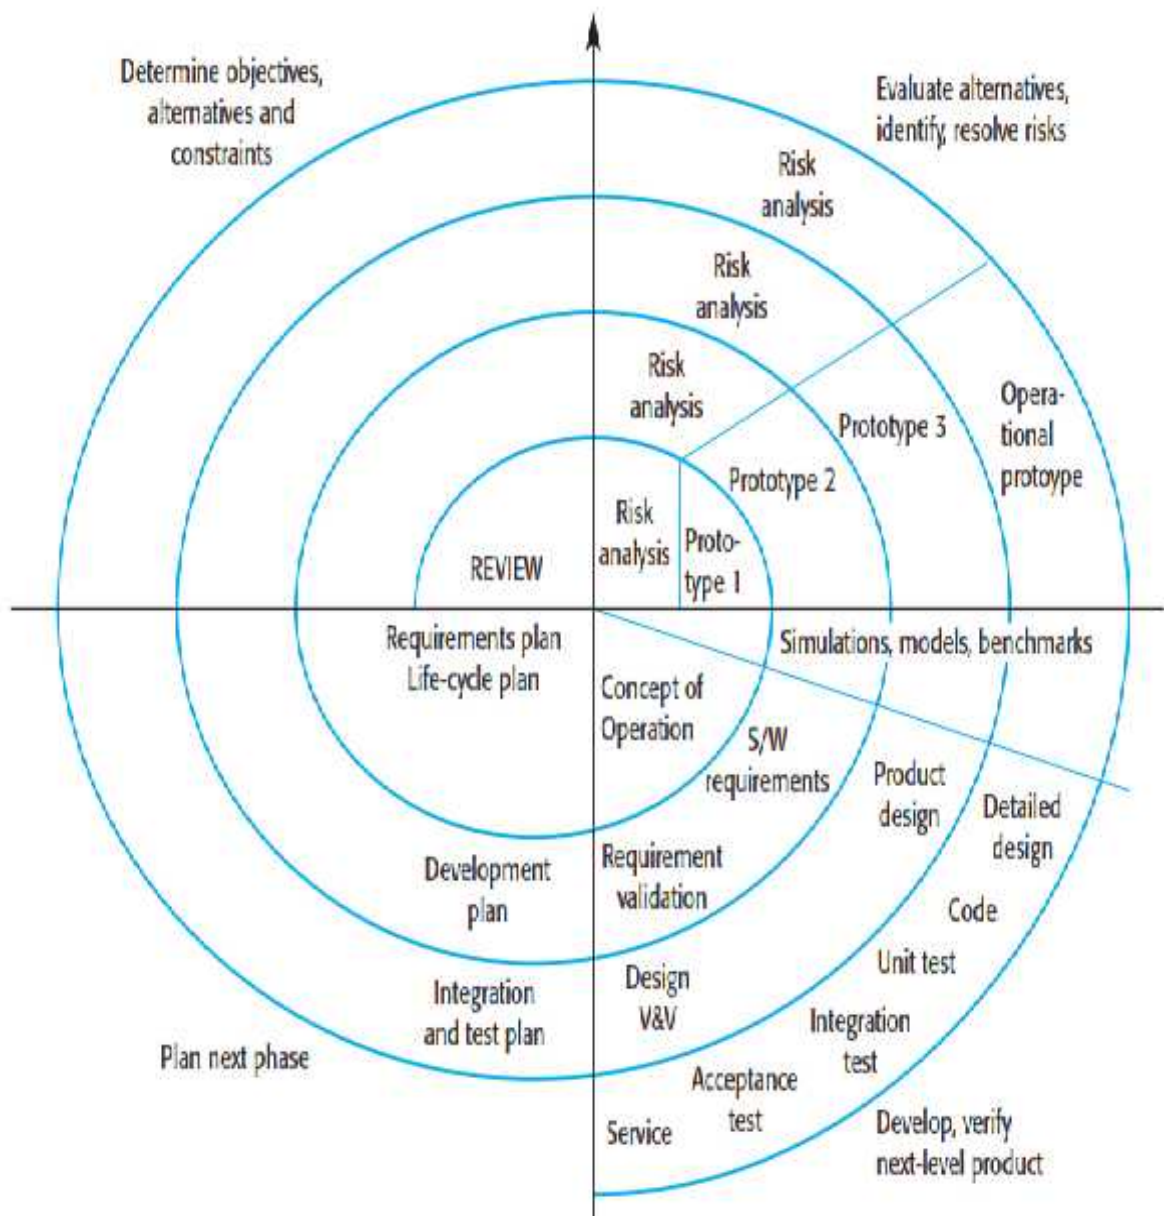 Determine objectives,
alternatives and
constraints
Evaluate alternatives,
identify, resolve risks
Risk
analysis
Risk
analysis
Risk
analysis
Risk
analysis
Opera-
tional
protoype
Prototype 3
Prototype 2
Proto-
type 1
REVIEW
Requirements plan
Life-cycle plan
Simulations, models, benchmarks
Concept of
Operation
S/W
requirements
Product
design
Detailed
design
Development
plan
Requirement
validation
Code
Unit test
Integration
and test plan
Design
V&V
Integration
test
Plan next phase
Acceptance
test
Service
Develop, verify
next-level product